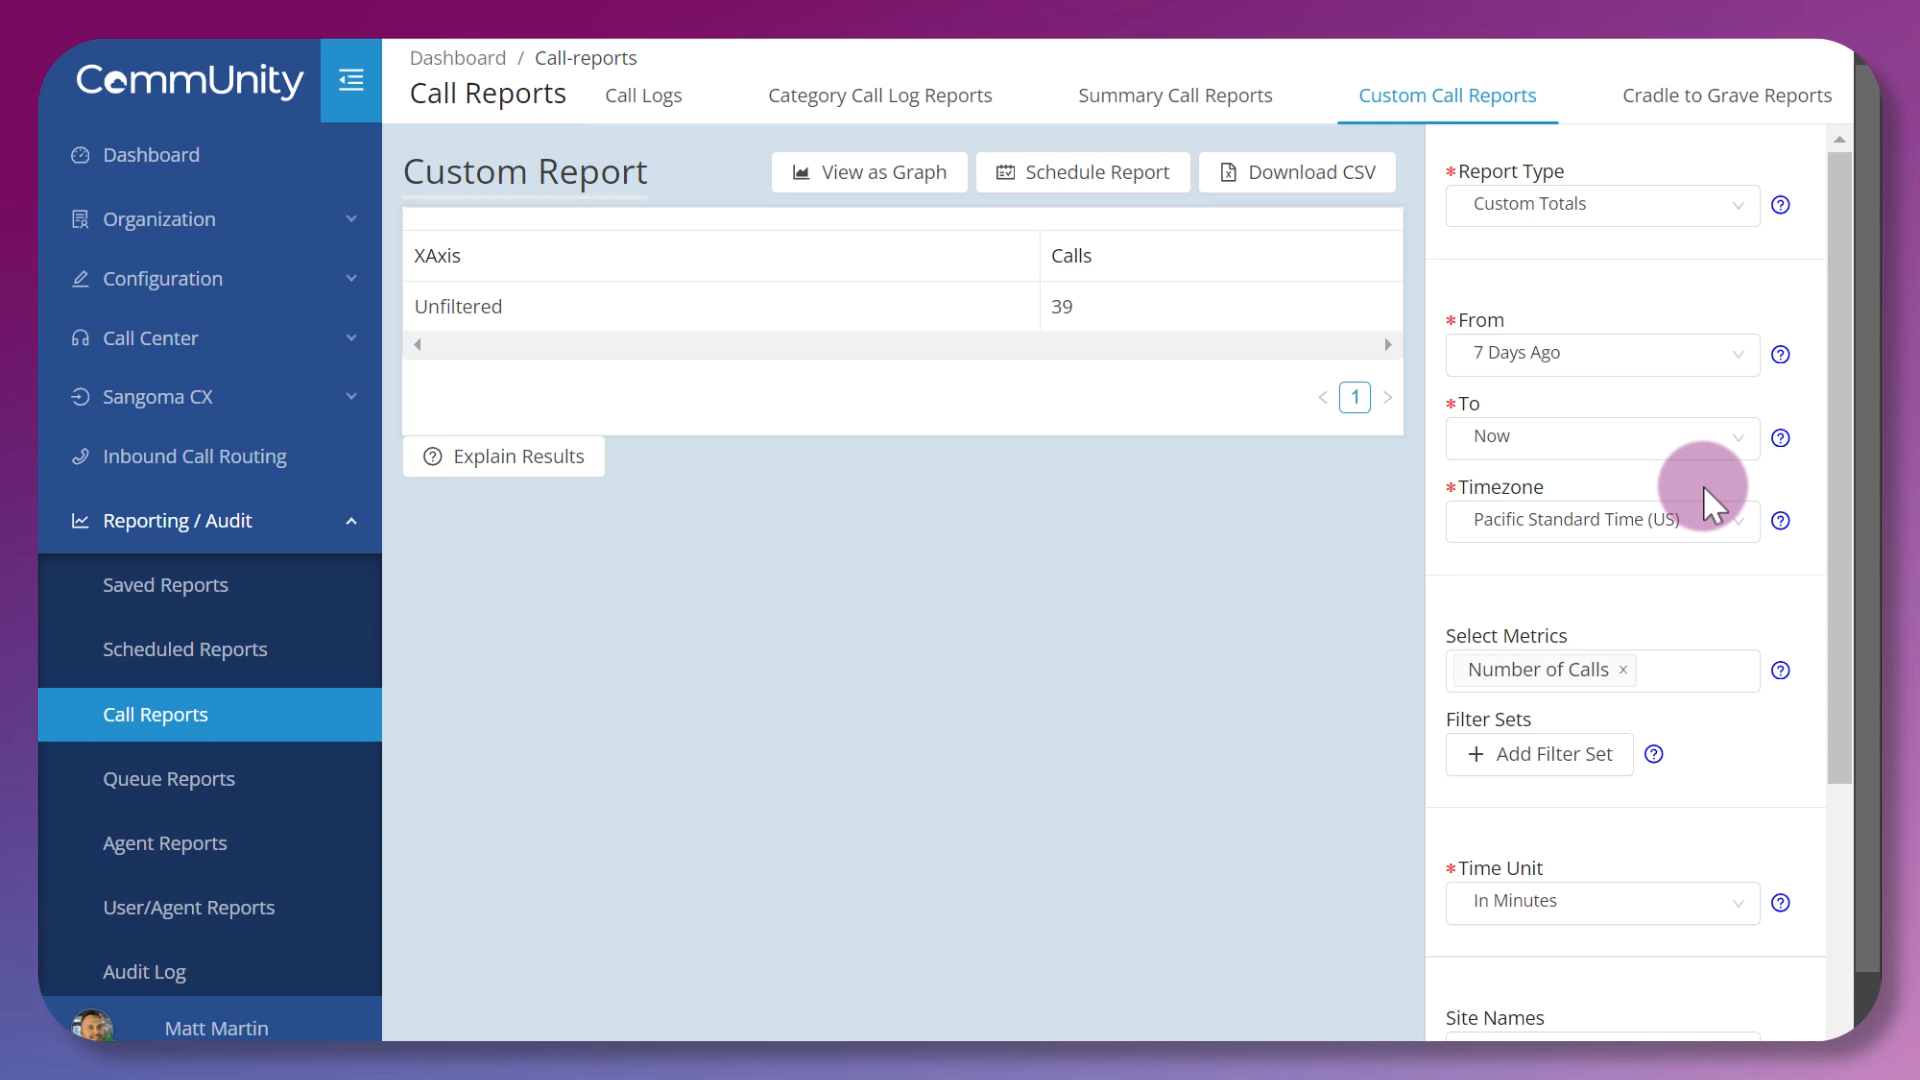 CommUnity
Dashboard
Organization
Configuration
Call Center
Sangoma CX
Inbound Call Routing
Reporting / Audit
Saved Reports
Scheduled Reports
Call Reports
Queue Reports
Agent Reports
User/Agent Reports
Audit Log
Matt Martin
Dashboard / Call-reports
Call Reports
Call Logs
Category Call Log Reports
Summary Call Reports
Custom Call Reports
Cradle to Grave Reports
Custom Report
View as Graph
Schedule Report
Download CSV
XAxis Calls
Unfiltered 39
< 1 >
Explain Results
*Report Type
Custom Totals
*From
7 Days Ago
*To
Now
*Timezone
Pacific Standard Time (US)
Select Metrics
Number of Calls ×
Filter Sets
+ Add Filter Set
*Time Unit
In Minutes
Site Names